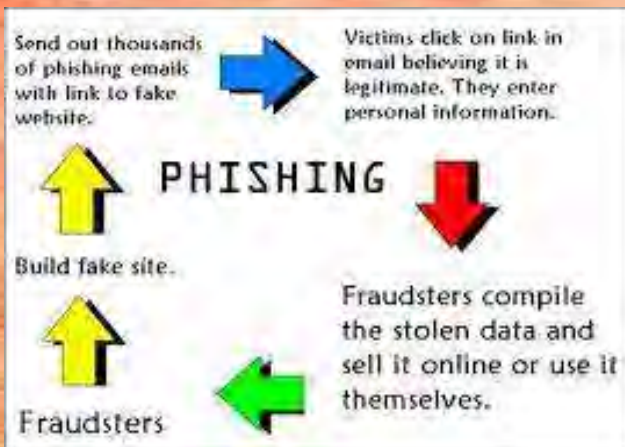 Send out thousands
of phishing emails
with link to fake
website.
Victims click on link in
email believing it is
legitimate. They enter
personal information.
PHISHING
Build fake site.
Fraudsters compile
the stolen data and
sell it online or use it
themselves.
Fraudsters